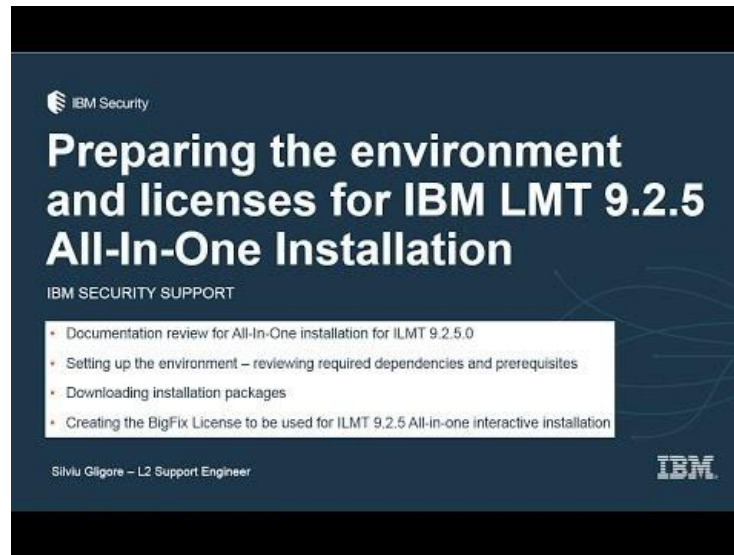 IBM Security
Preparing the environment
and licenses for IBM LMT 9.2.5
All-In-One Installation
IBM SECURITY SUPPORT
• Documentation review for All-In-One installation for ILMT 9.2.5.0
• Setting up the environment – reviewing required dependencies and prerequisites
• Downloading installation packages
• Creating the BigFix License to be used for ILMT 9.2.5 All-in-one interactive installation
Silviu Gligore – L2 Support Engineer
IBM